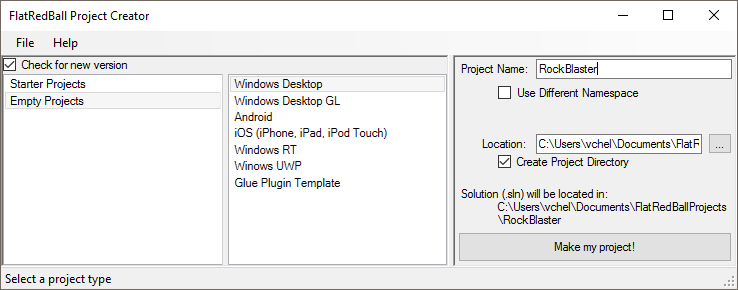 FlatRedBall Project Creator
File Help
Check for new version
Starter Projects
Empty Projects
Windows Desktop
Windows Desktop GL
Android
iOS (iPhone, iPad, iPod Touch)
Windows RT
Winows UWP
Glue Plugin Template
Project Name: RockBlaster
Use Different Namespace
Location: C:\Users\vchel\Documents\FlatR ...
Create Project Directory
Solution (.sln) will be located in:
C:\Users\vchel\Documents\FlatRedBallProjects
\RockBlaster
Make my project!
Select a project type